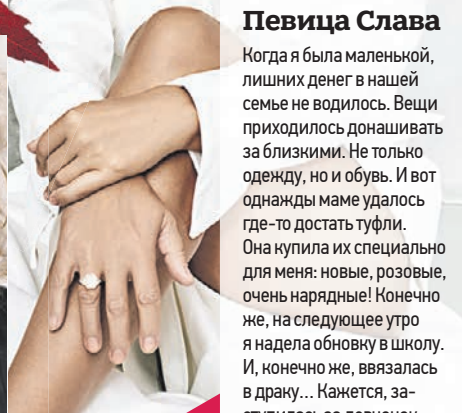 Певица Слава
Когда я была маленькой,
лишних денег в нашей
семье не водилось. Вещи
приходилось донашивать
за близкими. Не только
одежду, но и обувь. И вот
однажды маме удалось
где-то достать туфли.
Она купила их специально
для меня: новые, розовые,
очень нарядные! Конечно
же, на следующее утро
я надела обновку в школу.
И, конечно же, ввязалась
в драку... Кажется, за-